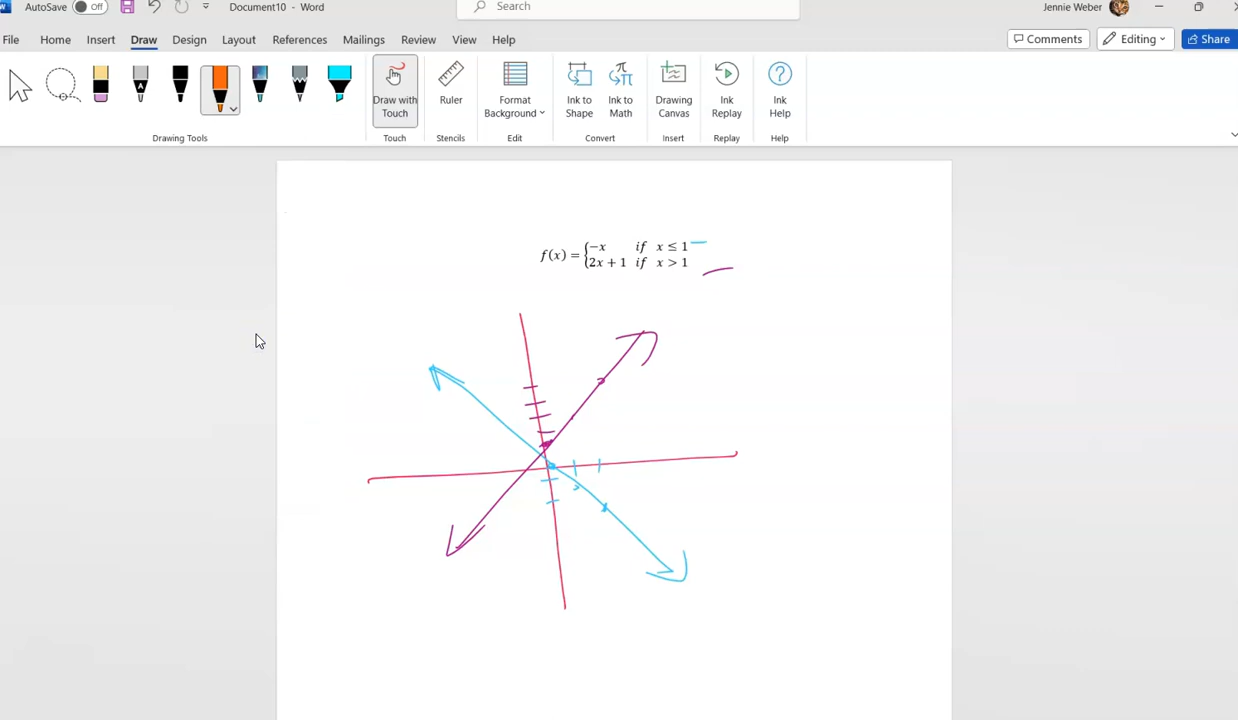 AutoSave Off Document10 - Word Search Jennie Weber
File Home Insert Draw Design Layout References Mailings Review View Help Comments Editing Share
Draw with Touch Ruler Format Background Ink to Shape Ink to Math Drawing Canvas Ink Replay Ink Help
Drawing Tools Touch Stencils Edit Convert Insert Replay Help
f(x) = {−x if x ≤ 1
{2x + 1 if x > 1